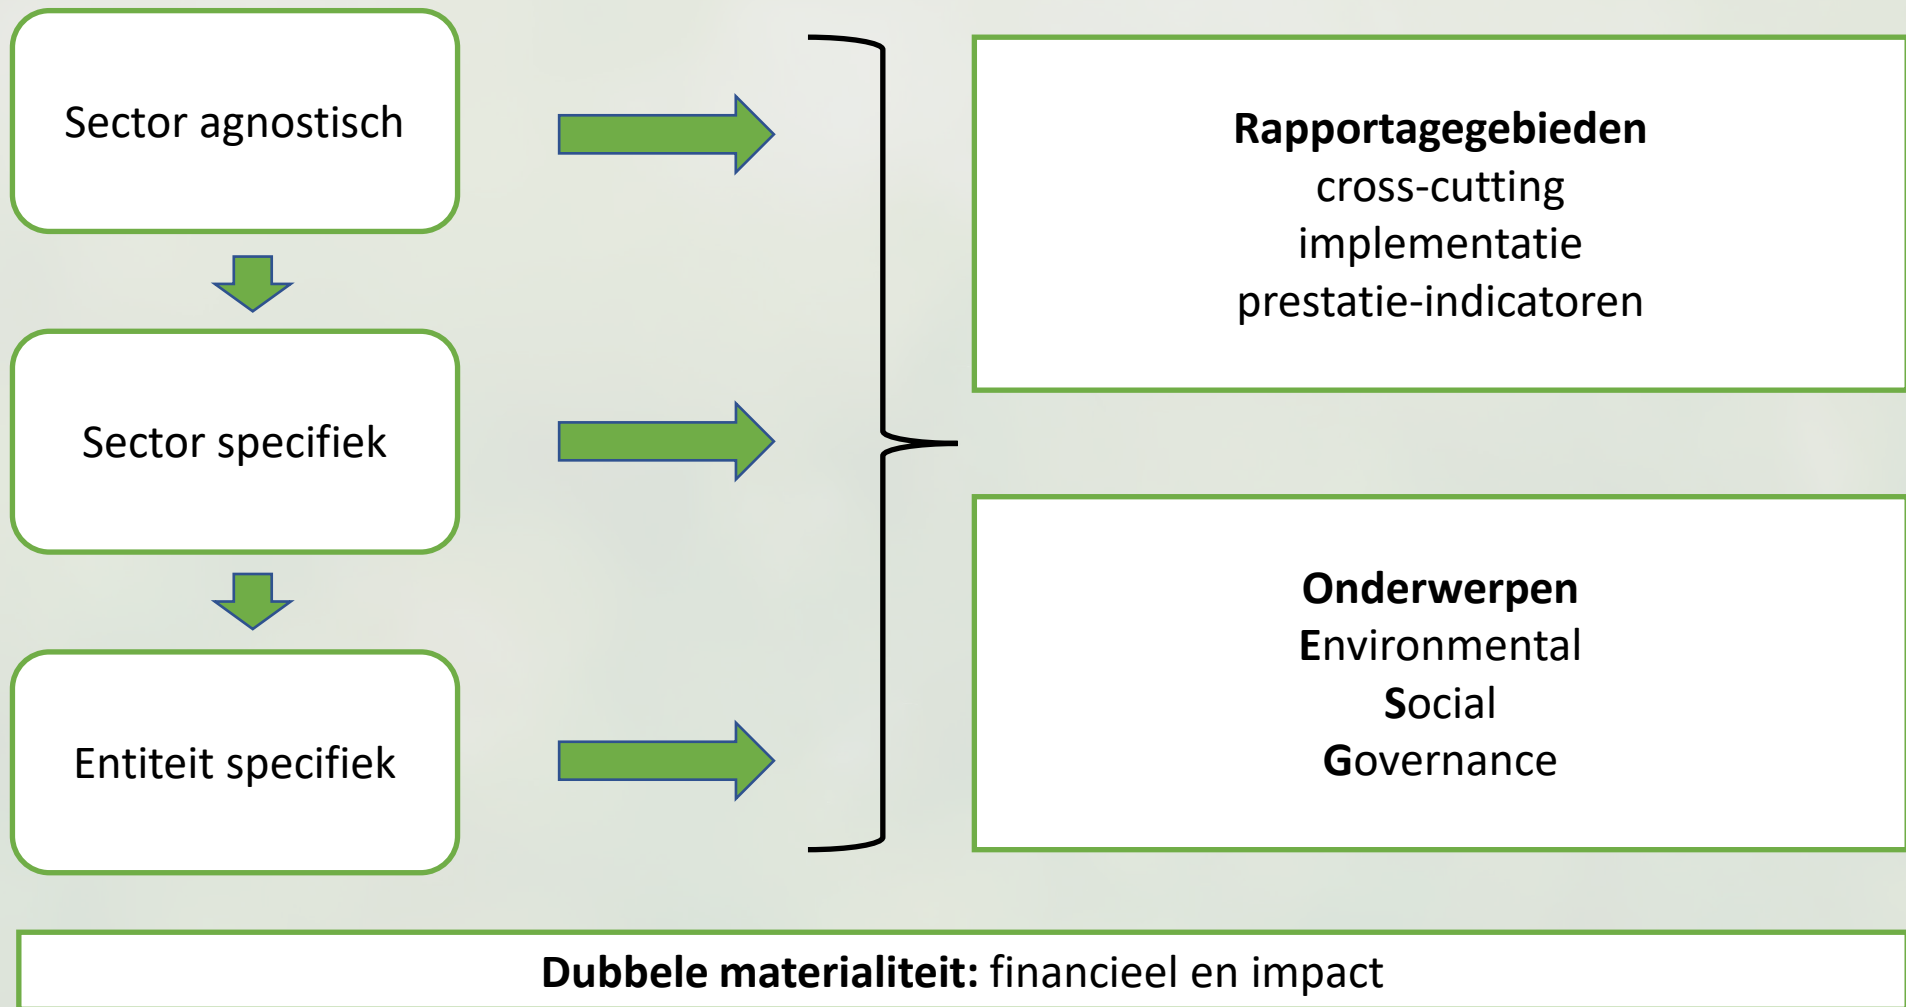 Sector agnostisch
Sector specifiek
Entiteit specifiek
Rapportagegebieden
cross-cutting
implementatie
prestatie-indicatoren
Onderwerpen
Environmental
Social
Governance
Dubbele materialiteit: financieel en impact